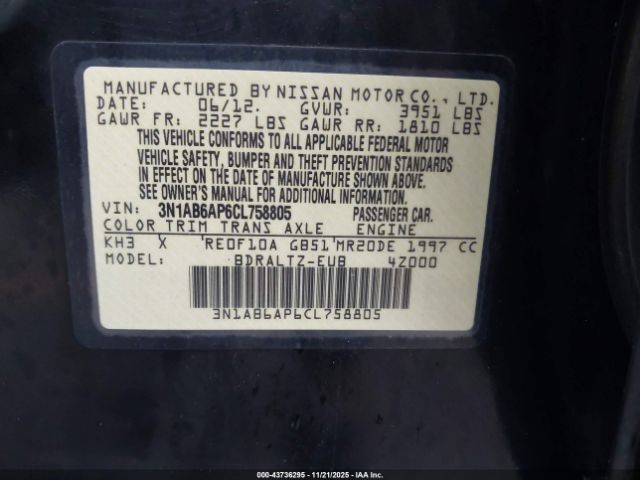 MANUFACTURED BY NISSAN MOTOR CO., LTD.
DATE: 06/12. GVWR: 3951 LBS
GAWR FR: 2227 LBS GAWR RR: 1810 LBS
THIS VEHICLE CONFORMS TO ALL APPLICABLE FEDERAL MOTOR
VEHICLE SAFETY, BUMPER AND THEFT PREVENTION STANDARDS
IN EFFECT ON THE DATE OF MANUFACTURE SHOWN ABOVE.
SEE OWNER'S MANUAL FOR ADDITIONAL INFORMATION.
VIN: 3N1AB6AP6CL758805 PASSENGER CAR.
COLOR TRIM TRANS AXLE ENGINE
KH3 X 'RE0F10A GB51'MR20DE 1997 CC
MODEL: BDRALTZ-EUB 4Z000
3N1AB6AP6CL758805
000-43736295 - 11/21/2025 - IAAI.COM